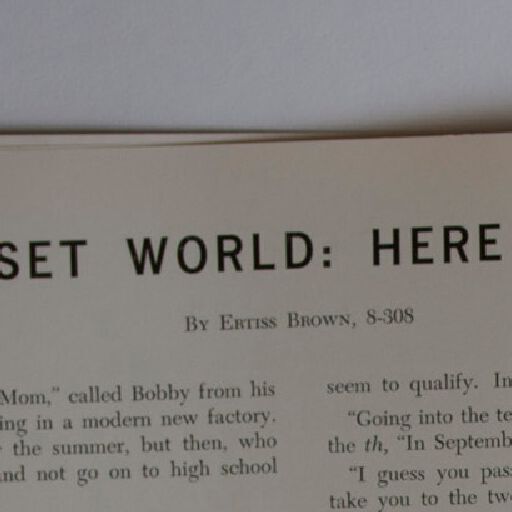 SET WORLD: HERE
By Ertiss Brown, 8-308
Mom," called Bobby from his
ing in a modern new factory.
the summer, but then, who
nd not go on to high school
seem to qualify. In
"Going into the te
the th, "In Septemb
"I guess you pas
take you to the tw